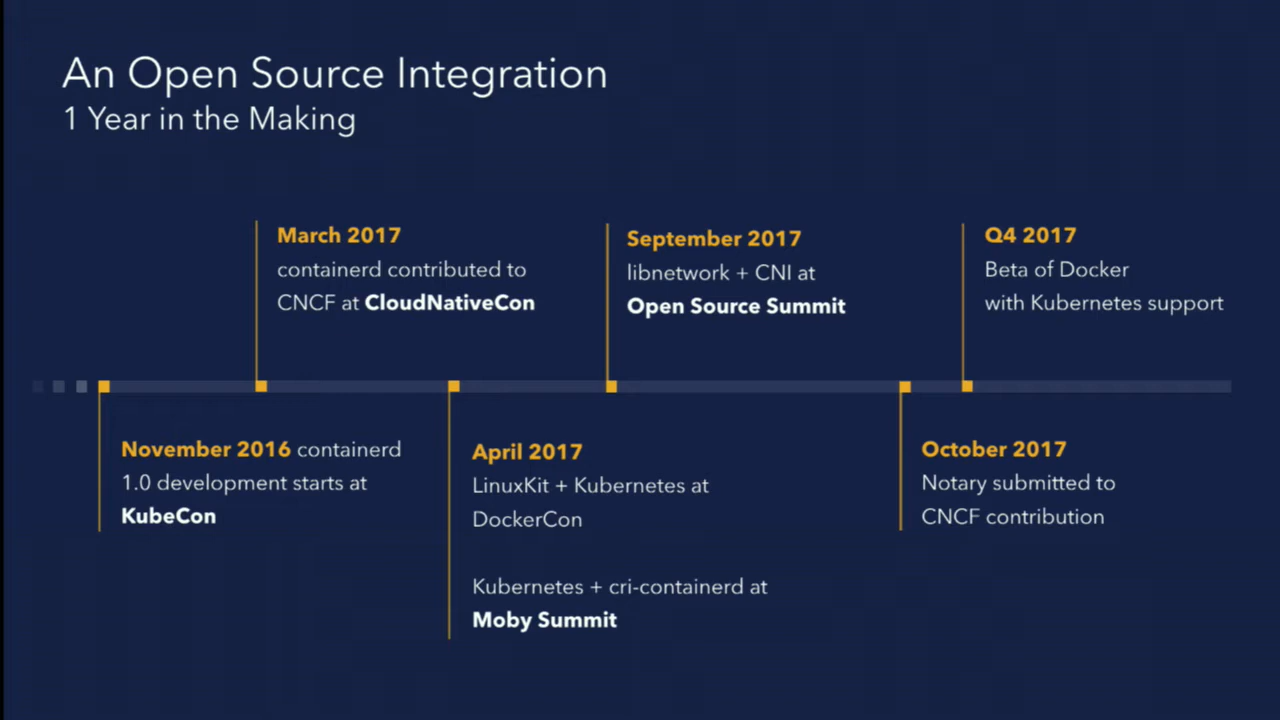 An Open Source Integration
1 Year in the Making
November 2016 containerd
1.0 development starts at
KubeCon
March 2017
containerd contributed to
CNCF at CloudNativeCon
April 2017
LinuxKit + Kubernetes at
DockerCon
Kubernetes + cri-containerd at
Moby Summit
September 2017
libnetwork + CNI at
Open Source Summit
October 2017
Notary submitted to
CNCF contribution
Q4 2017
Beta of Docker
with Kubernetes support